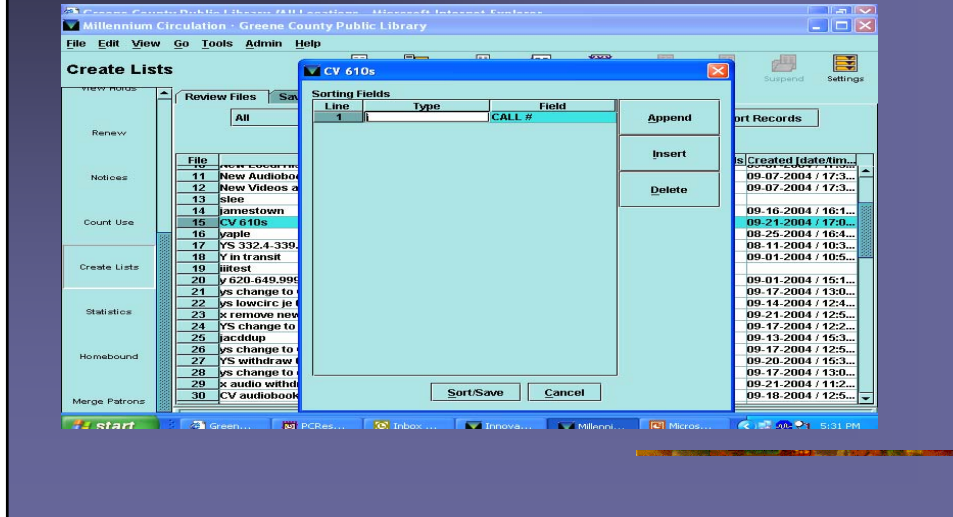 Millennium Circulation - Greene County Public Library
File Edit View Go Tools Admin Help
Create Lists
Suspend Settings
CV 610s
Sorting Fields
Line Type Field
1 i CALL #
Append
Insert
Delete
Sort/Save Cancel
Review Files Sav
All ort Records
File Created [date/tim...
11 New Audiobo 09-07-2004 / 17:3...
12 New Videos a 09-07-2004 / 17:3...
13 slee
14 jamestown 09-16-2004 / 16:1...
15 CV 610s 09-21-2004 / 17:0...
16 yaple 08-25-2004 / 16:4...
17 YS 332.4-339. 08-11-2004 / 10:3...
18 Y in transit 09-01-2004 / 10:5...
19 iiitest
20 y 620-649.999 09-01-2004 / 15:1...
21 ys change to 09-17-2004 / 13:0...
22 ys lowcirc je 09-14-2004 / 12:4...
23 x remove new 09-21-2004 / 12:5...
24 YS change to 09-17-2004 / 12:2...
25 jacddup 09-13-2004 / 15:3...
26 ys change to 09-17-2004 / 12:5...
27 YS withdraw 09-20-2004 / 15:3...
28 ys change to 09-17-2004 / 13:0...
29 x audio withd 09-21-2004 / 11:2...
30 CV audiobook 09-18-2004 / 12:5...
View Holds
Renew
Notices
Count Use
Create Lists
Statistics
Homebound
Merge Patrons
start Green... PCRes... Inbox ... Innova... Millenni... Micros... 5:31 PM